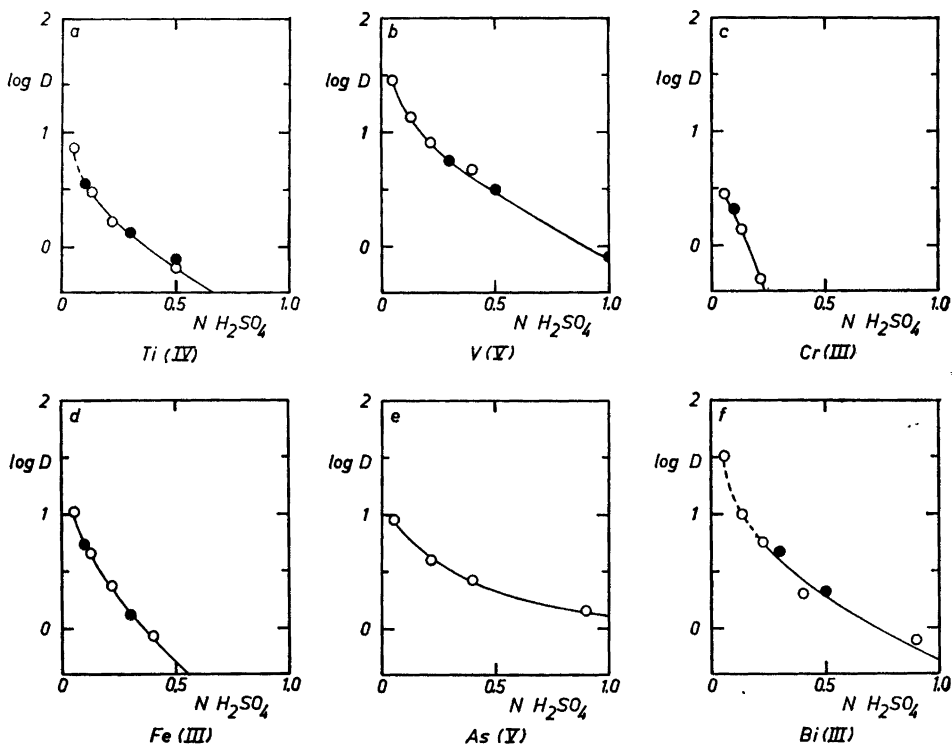 a
2
log D
1
0
0 0.5 1.0
N H₂SO₄
Ti (IV)
b
2
log D
1
0
0 0.5 1.0
N H₂SO₄
V (V)
c
2
log D
1
0
0 0.5 1.0
N H₂SO₄
Cr (III)
d
2
log D
1
0
0 0.5 1.0
N H₂SO₄
Fe (III)
e
2
log D
1
0
0 0.5 1.0
N H₂SO₄
As (V)
f
2
log D
1
0
0 0.5 1.0
N H₂SO₄
Bi (III)